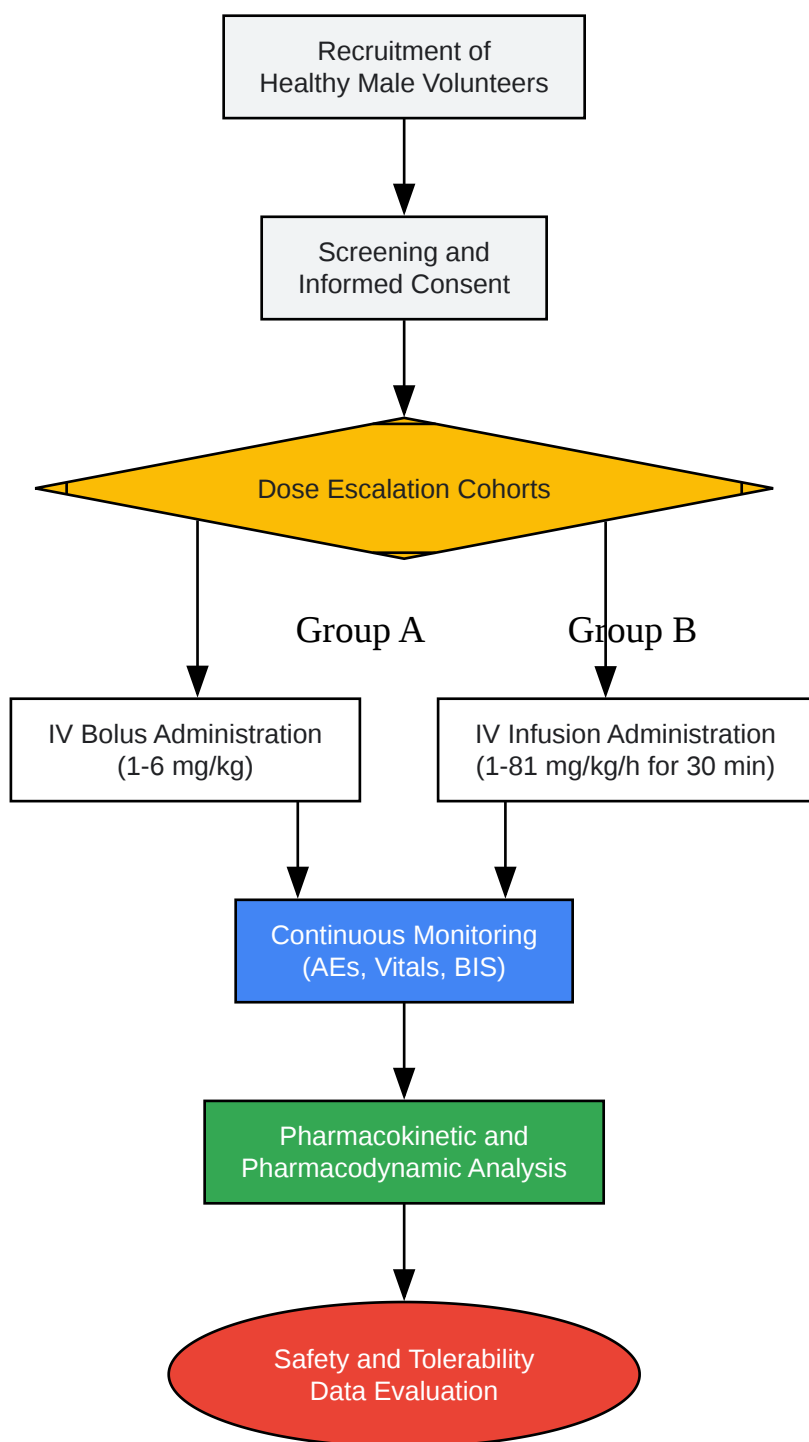 Recruitment of
Healthy Male Volunteers
Screening and
Informed Consent
Dose Escalation Cohorts
Group A
Group B
IV Bolus Administration
(1-6 mg/kg)
IV Infusion Administration
(1-81 mg/kg/h for 30 min)
Continuous Monitoring
(AEs, Vitals, BIS)
Pharmacokinetic and
Pharmacodynamic Analysis
Safety and Tolerability
Data Evaluation